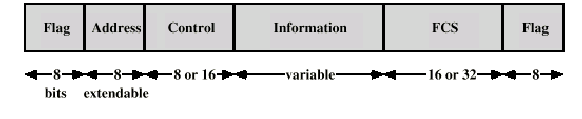 Flag Address Control Information FCS Flag
8 8 8 or 16 variable 16 or 32 8
bits extendable